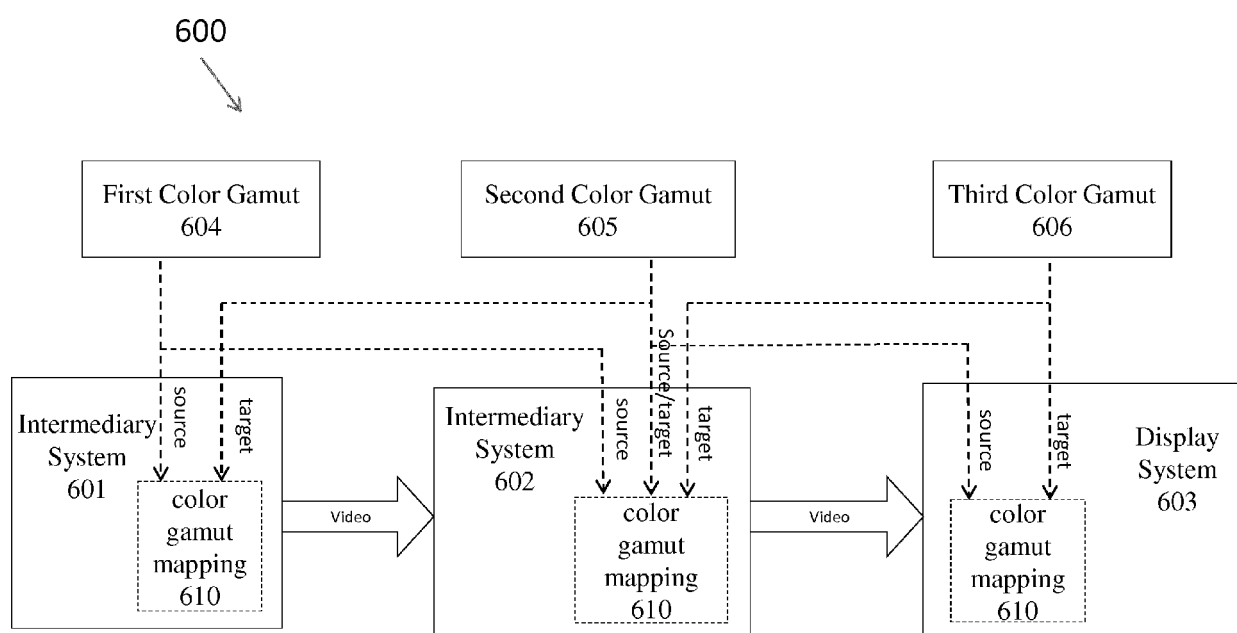 600
First Color Gamut
604
Second Color Gamut
605
Third Color Gamut
606
Intermediary
System
601
source
target
color
gamut
mapping
610
Video
Intermediary
System
602
source
Source/target
target
color
gamut
mapping
610
Video
source
target
Display
System
603
color
gamut
mapping
610